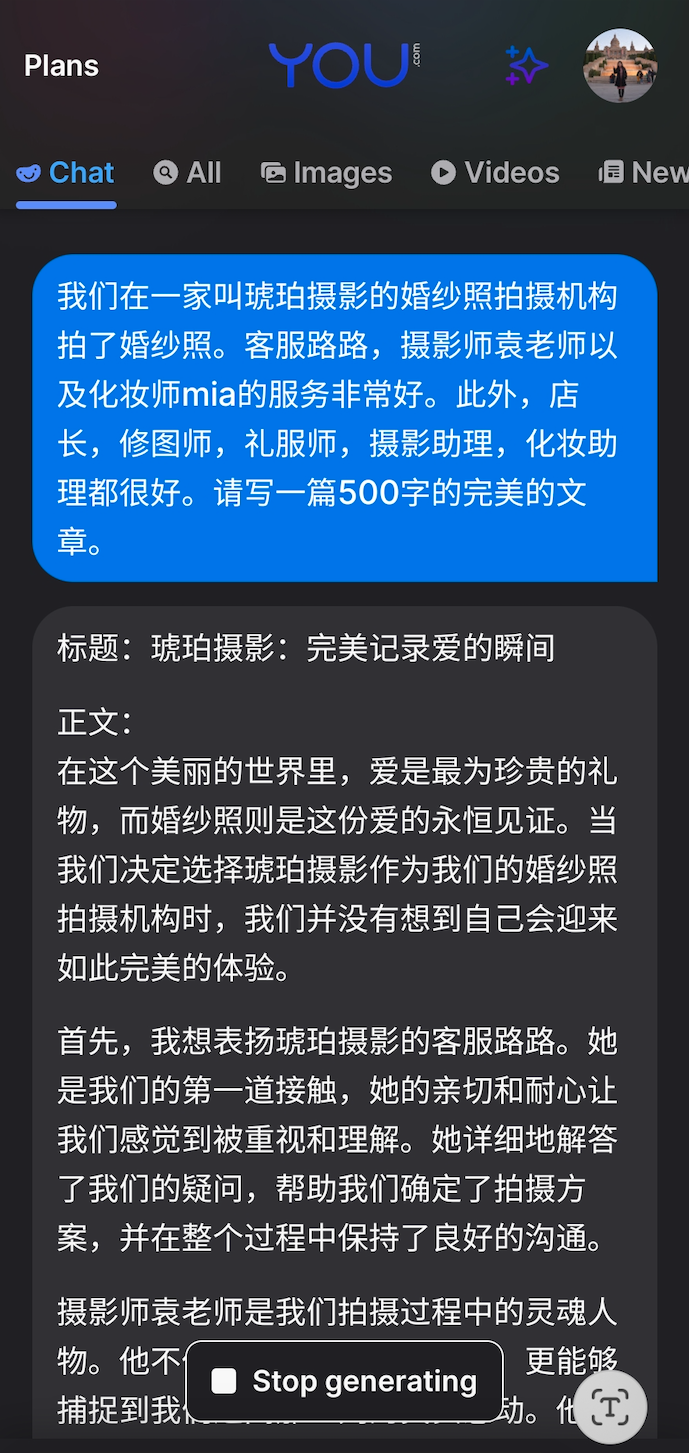 Plans
YOU.com
Chat
All
Images
Videos
New
我们在一家叫琥珀摄影的婚纱照拍摄机构
拍了婚纱照。客服路路，摄影师袁老师以
及化妆师mia的服务非常好。此外，店
长，修图师，礼服师，摄影助理，化妆助
理都很好。请写一篇500字的完美的文
章。
标题：琥珀摄影：完美记录爱的瞬间
正文：
在这个美丽的世界里，爱是最为珍贵的礼
物，而婚纱照则是这份爱的永恒见证。当
我们决定选择琥珀摄影作为我们的婚纱照
拍摄机构时，我们并没有想到自己会迎来
如此完美的体验。
首先，我想表扬琥珀摄影的客服路路。她
是我们的第一道接触，她的亲切和耐心让
我们感觉到被重视和理解。她详细地解答
了我们的疑问，帮助我们确定了拍摄方
案，并在整个过程中保持了良好的沟通。
摄影师袁老师是我们拍摄过程中的灵魂人
物。他不 更能够
Stop generating
捕捉到我 动。他